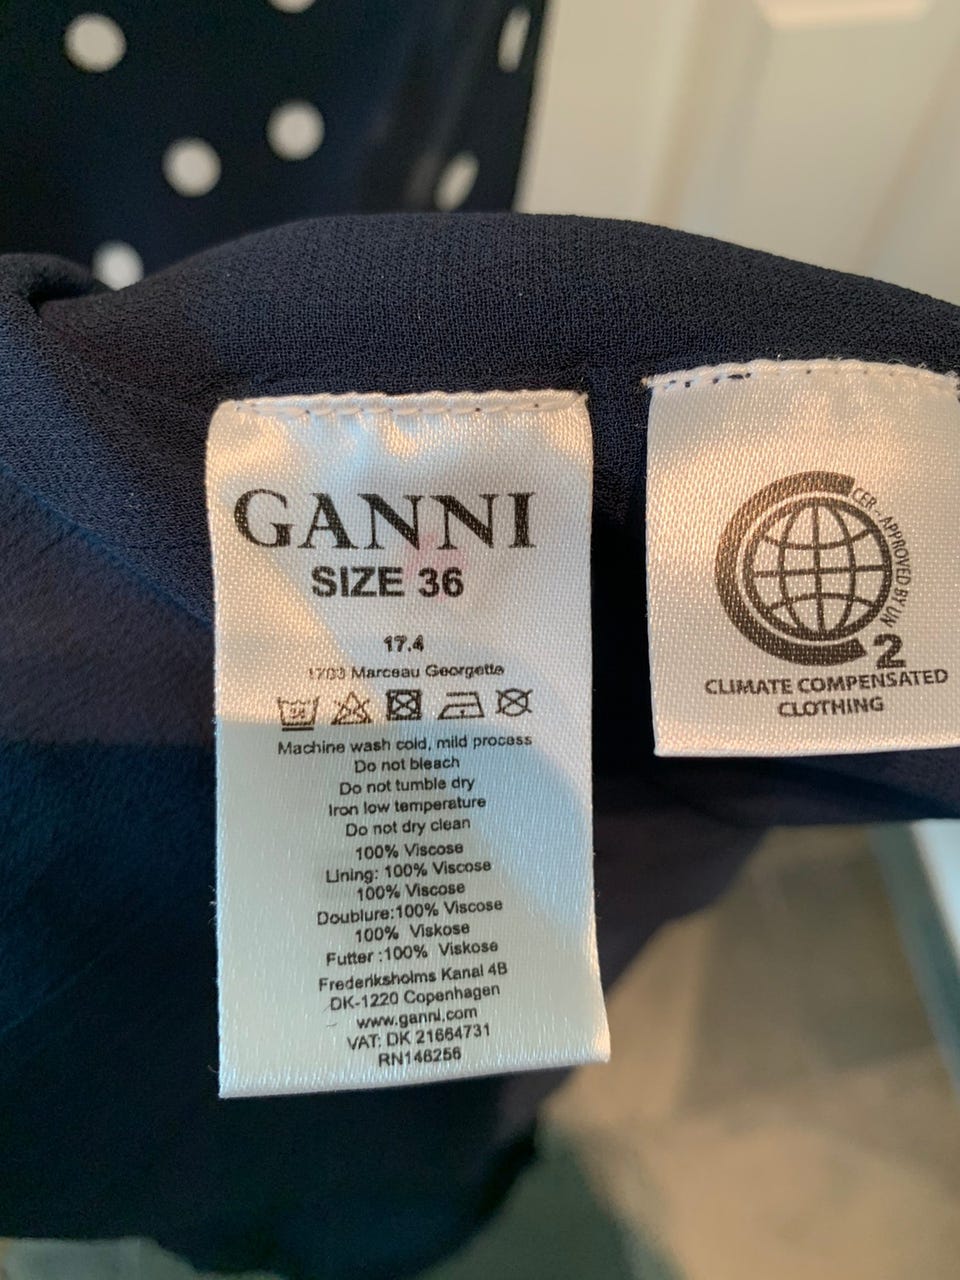 GANNI
SIZE 36
17.4
1703 Marceau Georgette
Machine wash cold, mild process
Do not bleach
Do not tumble dry
Iron low temperature
Do not dry clean
100% Viscose
Lining: 100% Viscose
100% Viscose
Doublure:100% Viscose
100% Viskose
Futter :100% Viskose
Frederiksholms Kanal 4B
DK-1220 Copenhagen
www.ganni.com
VAT: DK 21664731
RN146256
CER - APPROVED BY UN
2
CLIMATE COMPENSATED
CLOTHING